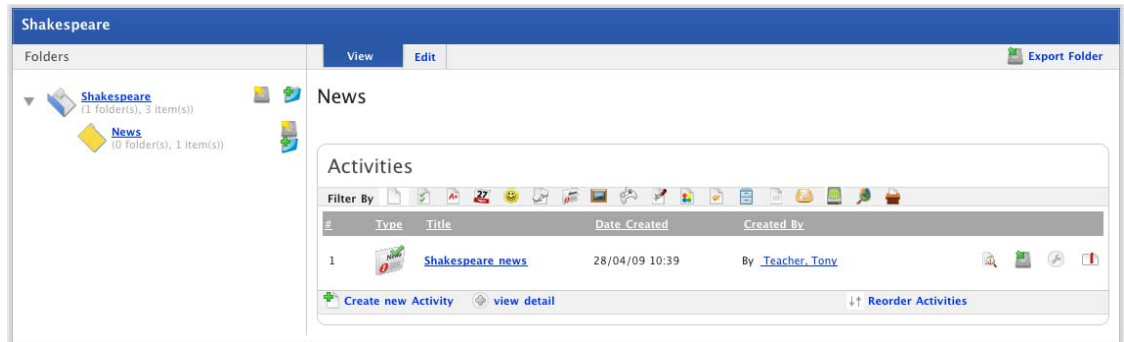 Shakespeare
Folders
View Edit Export Folder
Shakespeare
(1 folder(s), 3 item(s))
News
(0 folder(s), 1 item(s))
News
Activities
Filter By
# Type Title Date Created Created By
1 Shakespeare news 28/04/09 10:39 By Teacher, Tony
Create new Activity view detail Reorder Activities